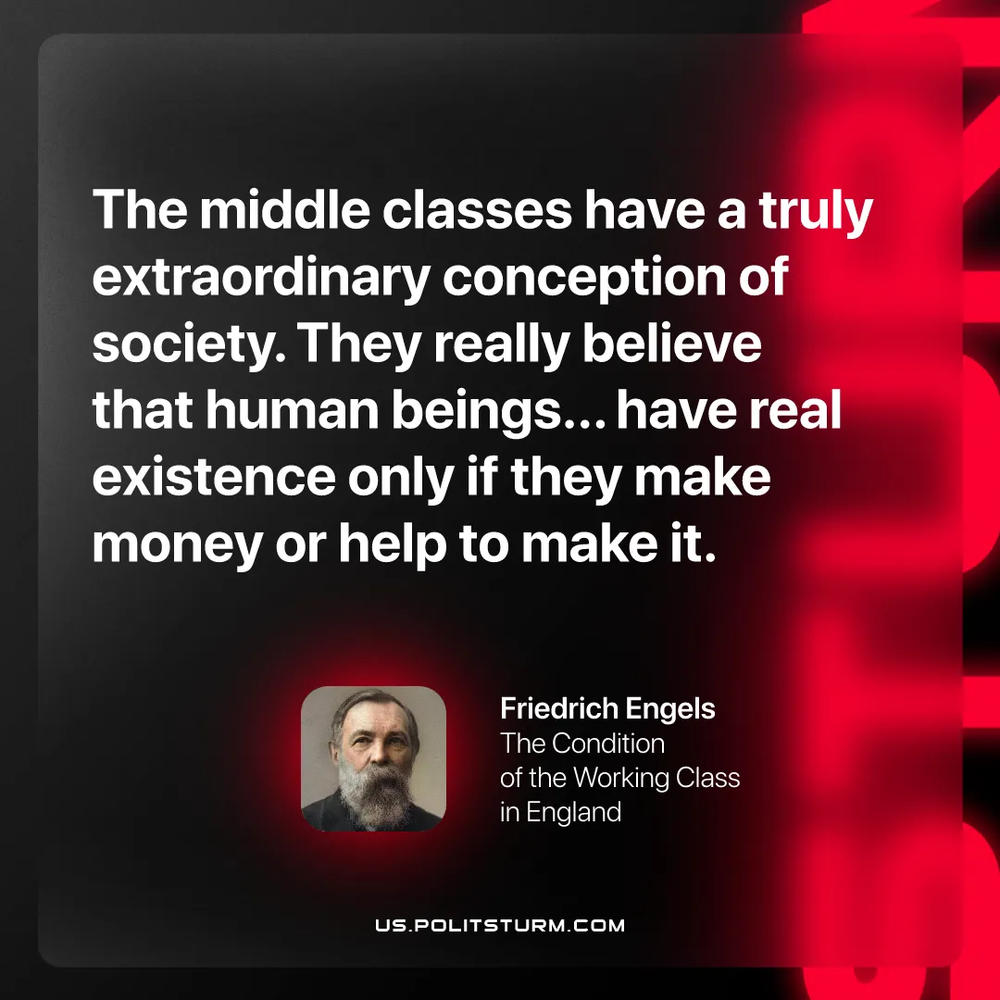 The middle classes have a truly
extraordinary conception of
society. They really believe
that human beings... have real
existence only if they make
money or help to make it.
Friedrich Engels
The Condition
of the Working Class
in England
US.POLITSTURM.COM